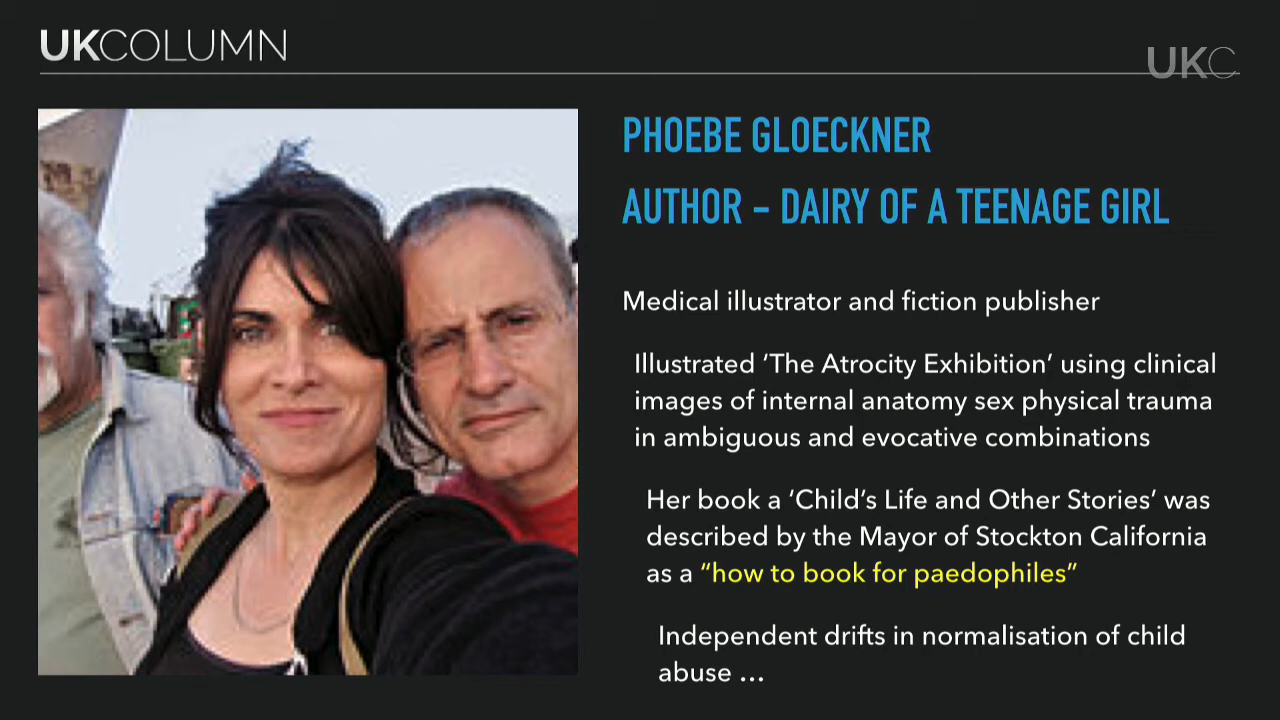 UKCOLUMN
UKC
PHOEBE GLOECKNER
AUTHOR – DAIRY OF A TEENAGE GIRL
Medical illustrator and fiction publisher
Illustrated ‘The Atrocity Exhibition’ using clinical
images of internal anatomy sex physical trauma
in ambiguous and evocative combinations
Her book a ‘Child’s Life and Other Stories’ was
described by the Mayor of Stockton California
as a “how to book for paedophiles”
Independent drifts in normalisation of child
abuse …